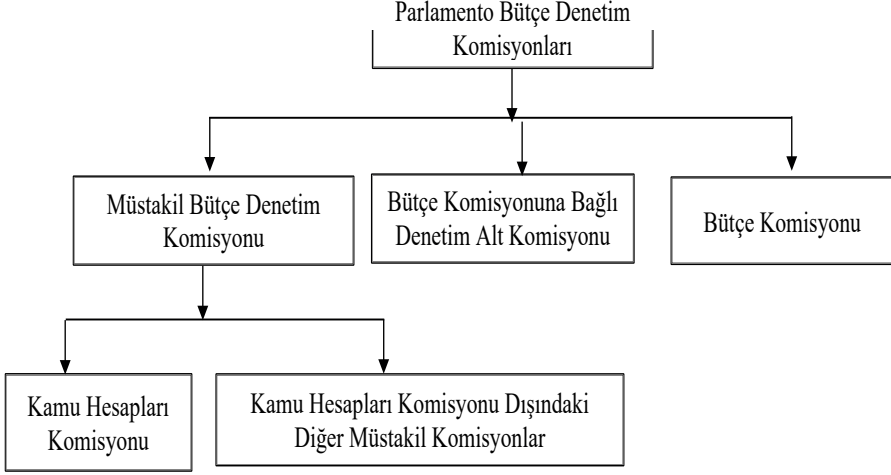 Parlamento Bütçe Denetim
Komisyonları
Müstakil Bütçe Denetim
Komisyonu
Bütçe Komisyonuna Bağlı
Denetim Alt Komisyonu
Bütçe Komisyonu
Kamu Hesapları
Komisyonu
Kamu Hesapları Komisyonu Dışındaki
Diğer Müstakil Komisyonlar